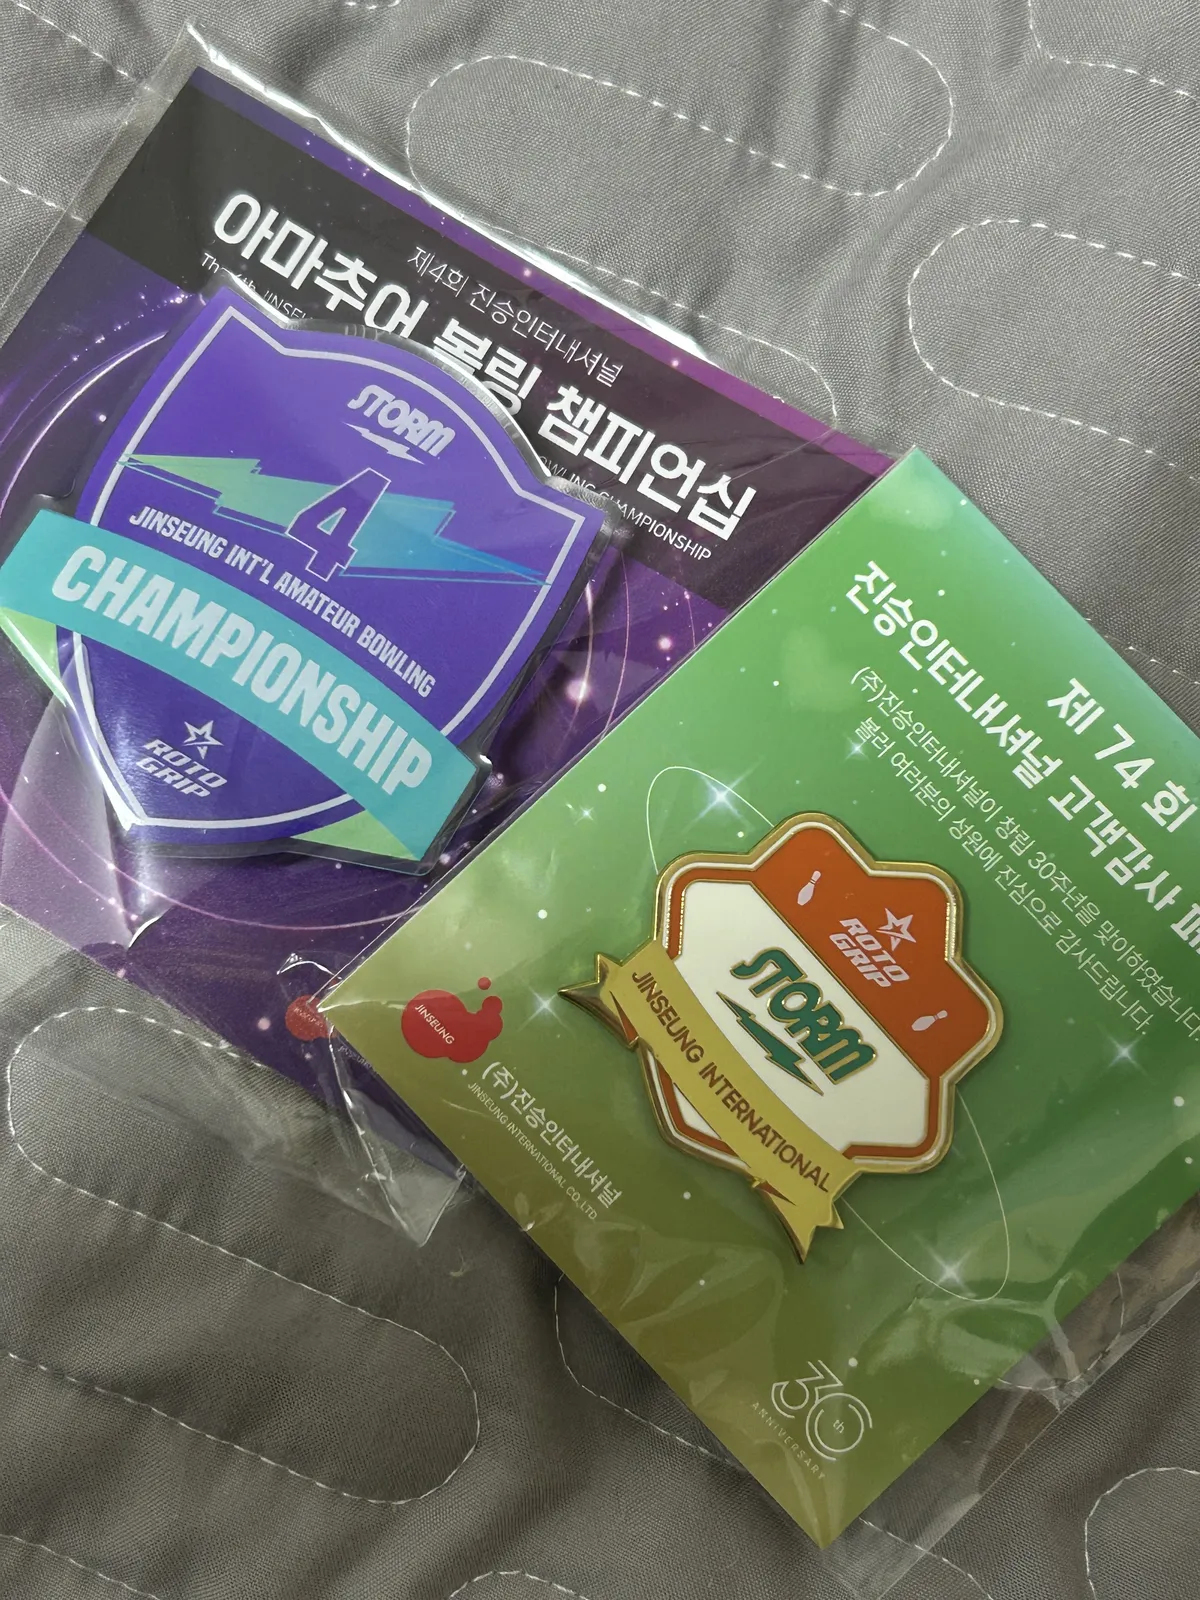 제4회 진승인터내셔널
아마추어 볼링 챔피언십
CHAMPIONSHIP
STORM
4
JINSEUNG INT'L AMATEUR BOWLING
CHAMPIONSHIP
ROTO
GRIP
제 74 회
진승인터내셔널 고객감사
(주)진승인터내셔널이 창립 30주년을 맞이하였습니다.
볼러 여러분의 성원에 진심으로 감사드립니다.
ROTO
GRIP
STORM
JINSEUNG INTERNATIONAL
JINSEUNG
(주)진승인터내셔널
JINSEUNG INTERNATIONAL CO.,LTD.
30th
ANNIVERSARY